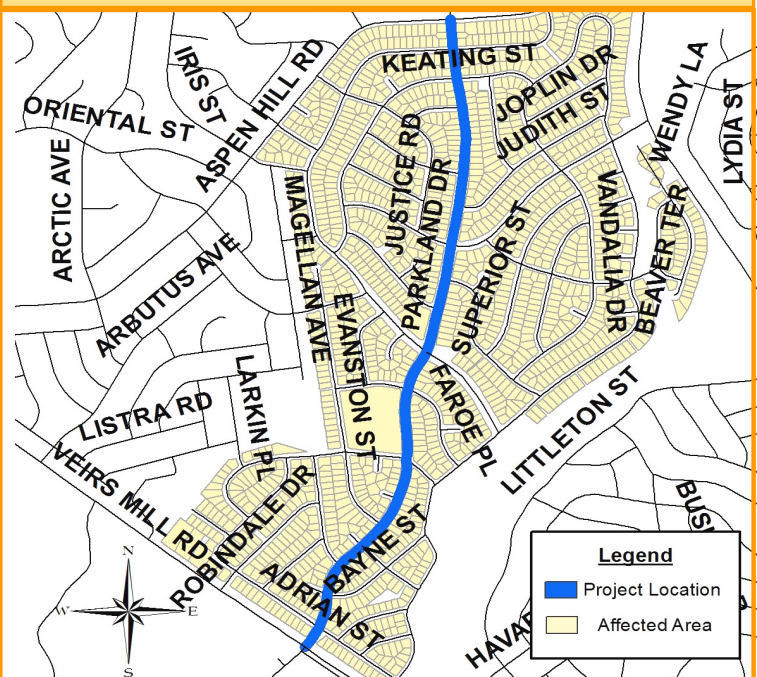 KEATING ST
IRIS ST
ASPEN HILL RD
ORIENTAL ST
JOPLIN DR
JUDITH ST
WENDY LA
LYDIA ST
ARCTIC AVE
JUSTICE RD
PARKLAND DR
MAGELLAN AVE
VANDALIA DR
BEAVER TER
SUPERIOR ST
ARBUTUS AVE
EVANSTON ST
LARKIN PL
FAROE PL
LISTRA RD
LITTLETON ST
VEIRS MILL RD
ROBINDALE DR
BAYNE ST
ADRIAN ST
N
W
E
S
Legend
Project Location
Affected Area